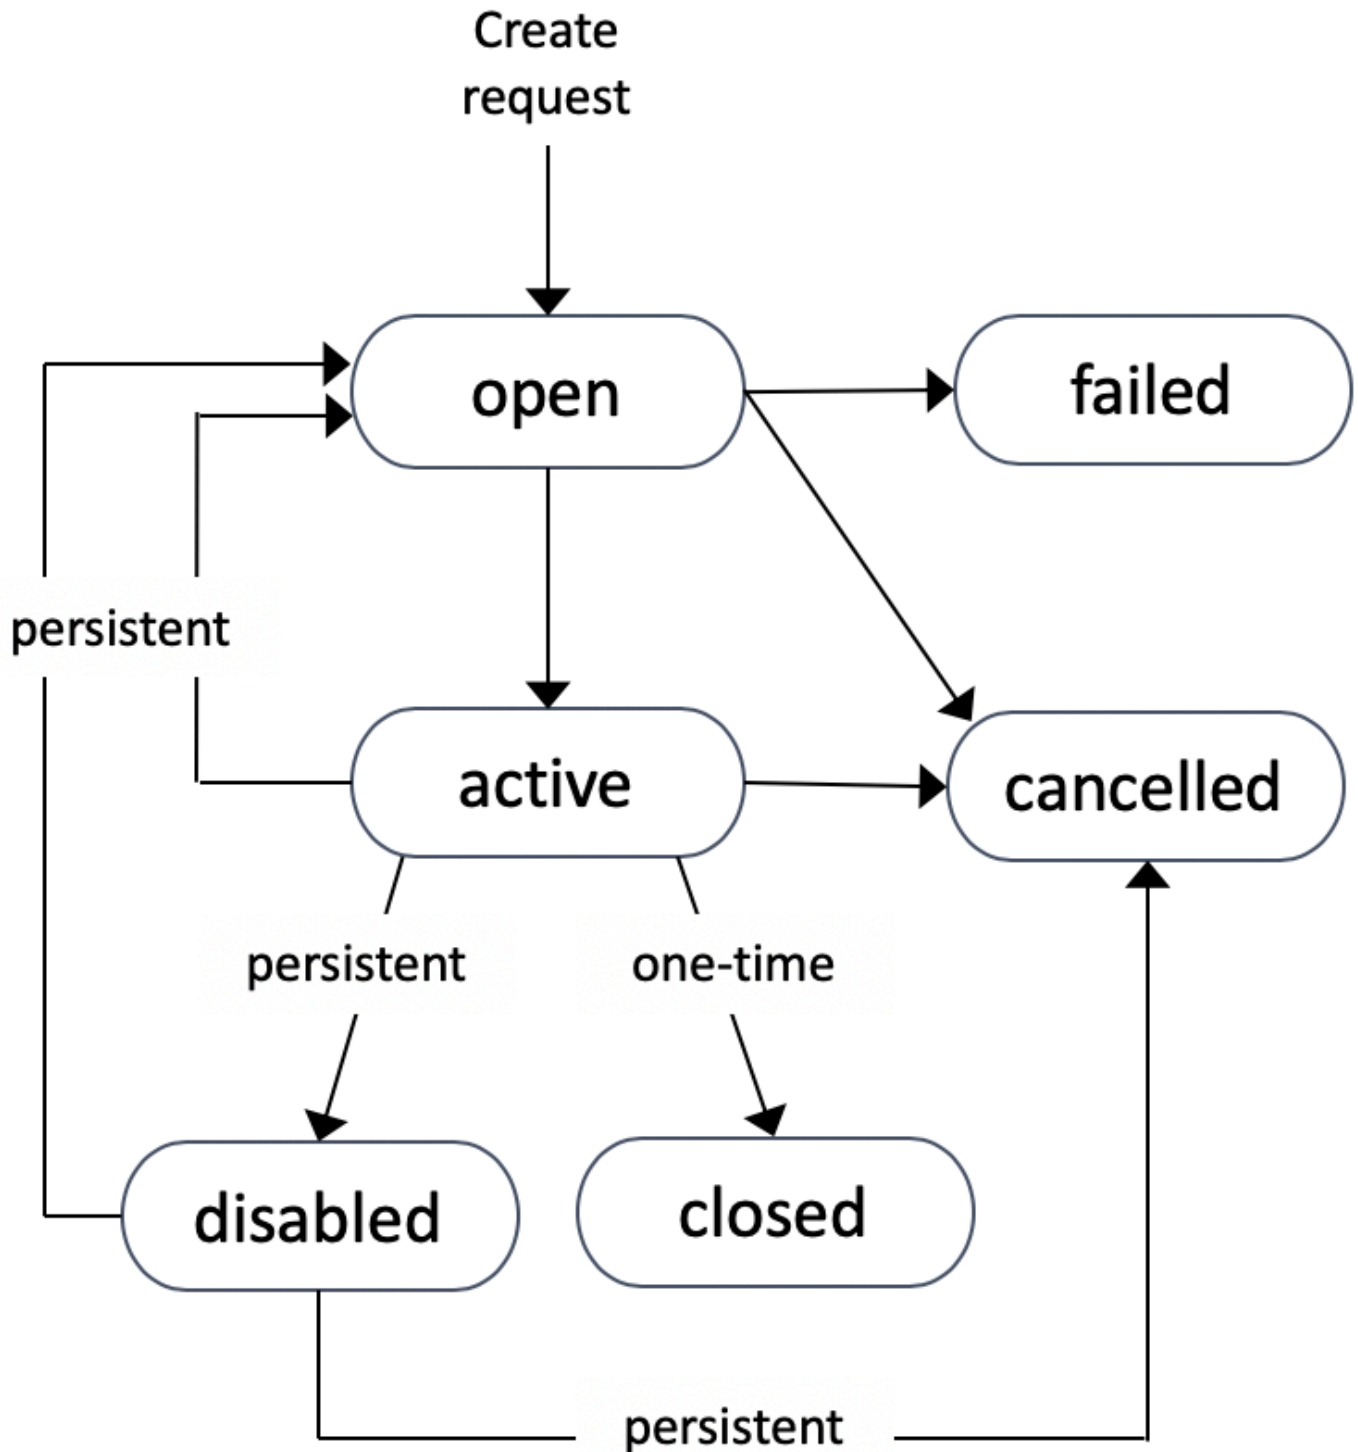 Create
request
open
failed
persistent
active
cancelled
persistent
one-time
disabled
closed
persistent